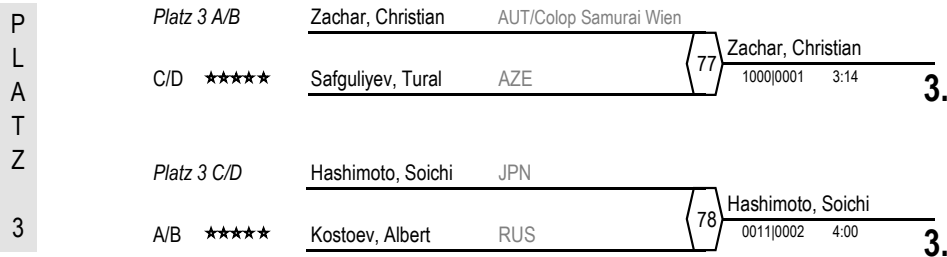 PLATZ 3
Platz 3 A/B Zachar, Christian AUT/Colop Samurai Wien
77 Zachar, Christian
C/D ★★★★★ Safguliyev, Tural AZE
1000|0001 3:14
3.
Platz 3 C/D Hashimoto, Soichi JPN
78 Hashimoto, Soichi
A/B ★★★★★ Kostoev, Albert RUS
0011|0002 4:00
3.